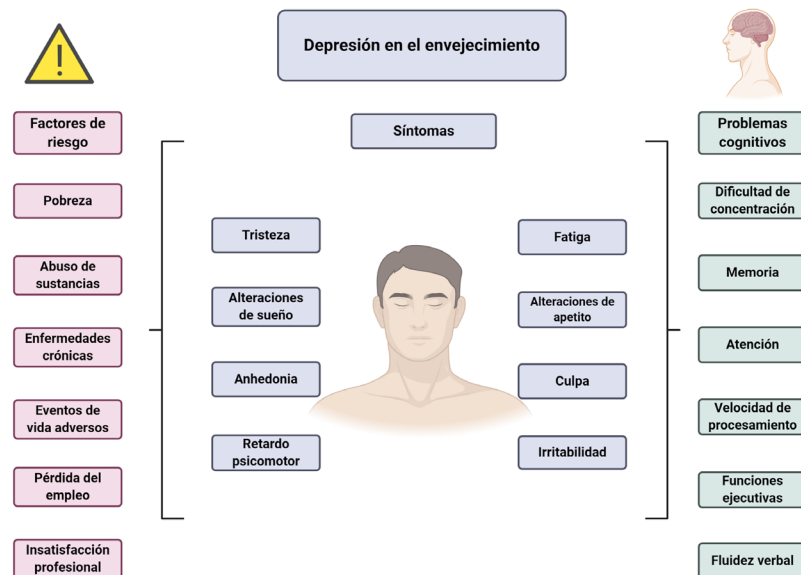 Depresión en el envejecimiento
Factores de
riesgo
Pobreza
Abuso de
sustancias
Enfermedades
crónicas
Eventos de
vida adversos
Pérdida del
empleo
Insatisfacción
profesional
Síntomas
Tristeza
Alteraciones
de sueño
Anhedonia
Retardo
psicomotor
Fatiga
Alteraciones de
apetito
Culpa
Irritabilidad
Problemas
cognitivos
Dificultad de
concentración
Memoria
Atención
Velocidad de
procesamiento
Funciones
ejecutivas
Fluidez verbal